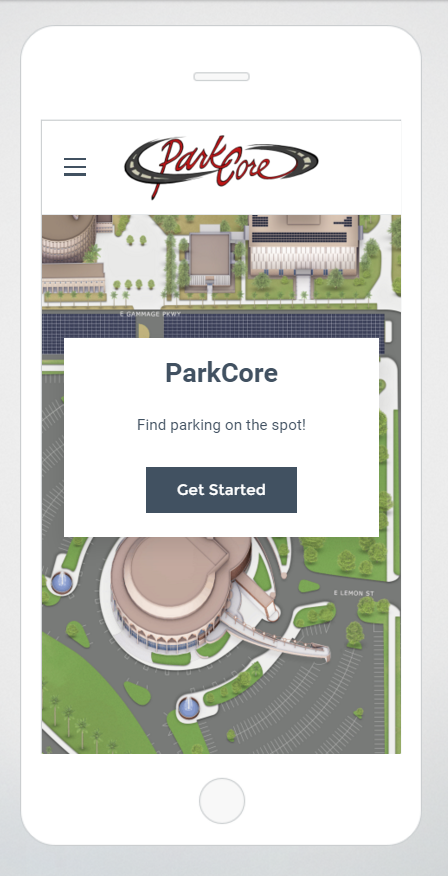 ParkCore
E GAMMAGE PKWY
ParkCore
Find parking on the spot!
Get Started
E LEMON ST